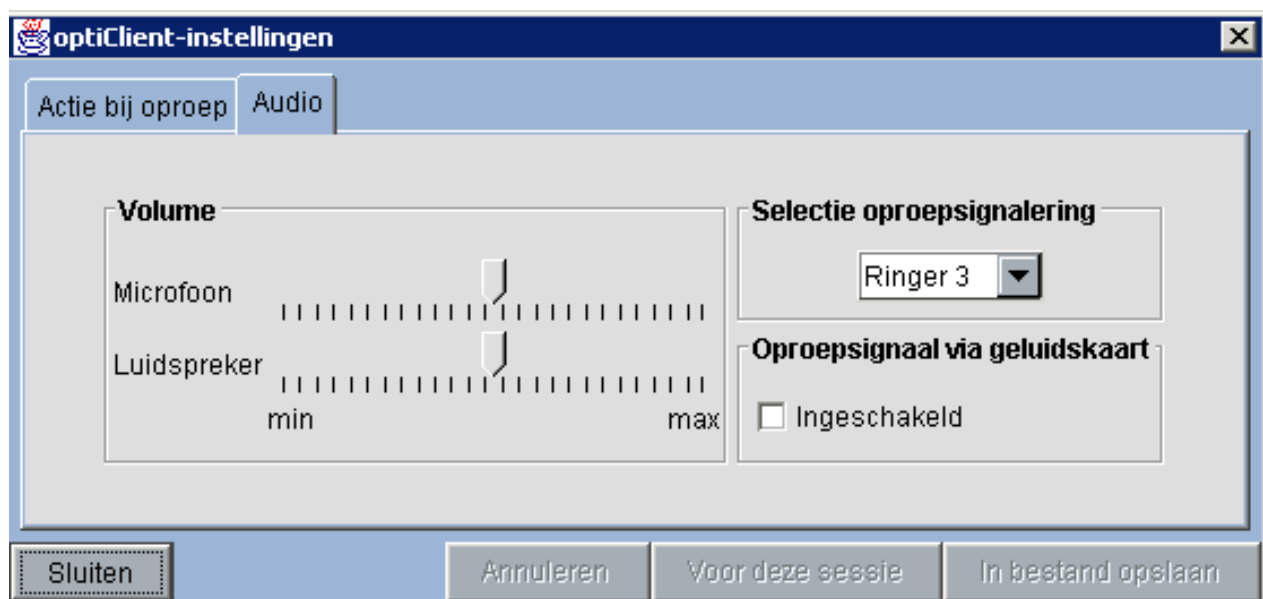 optiClient-instellingen
Actie bij oproep
Audio
Volume
Microfoon
Luidspreker
min
max
Selectie oproepsignalering
Ringer 3
Oproepsignaal via geluidskaart
Ingeschakeld
Sluiten
Annuleren
Voor deze sessie
In bestand opslaan